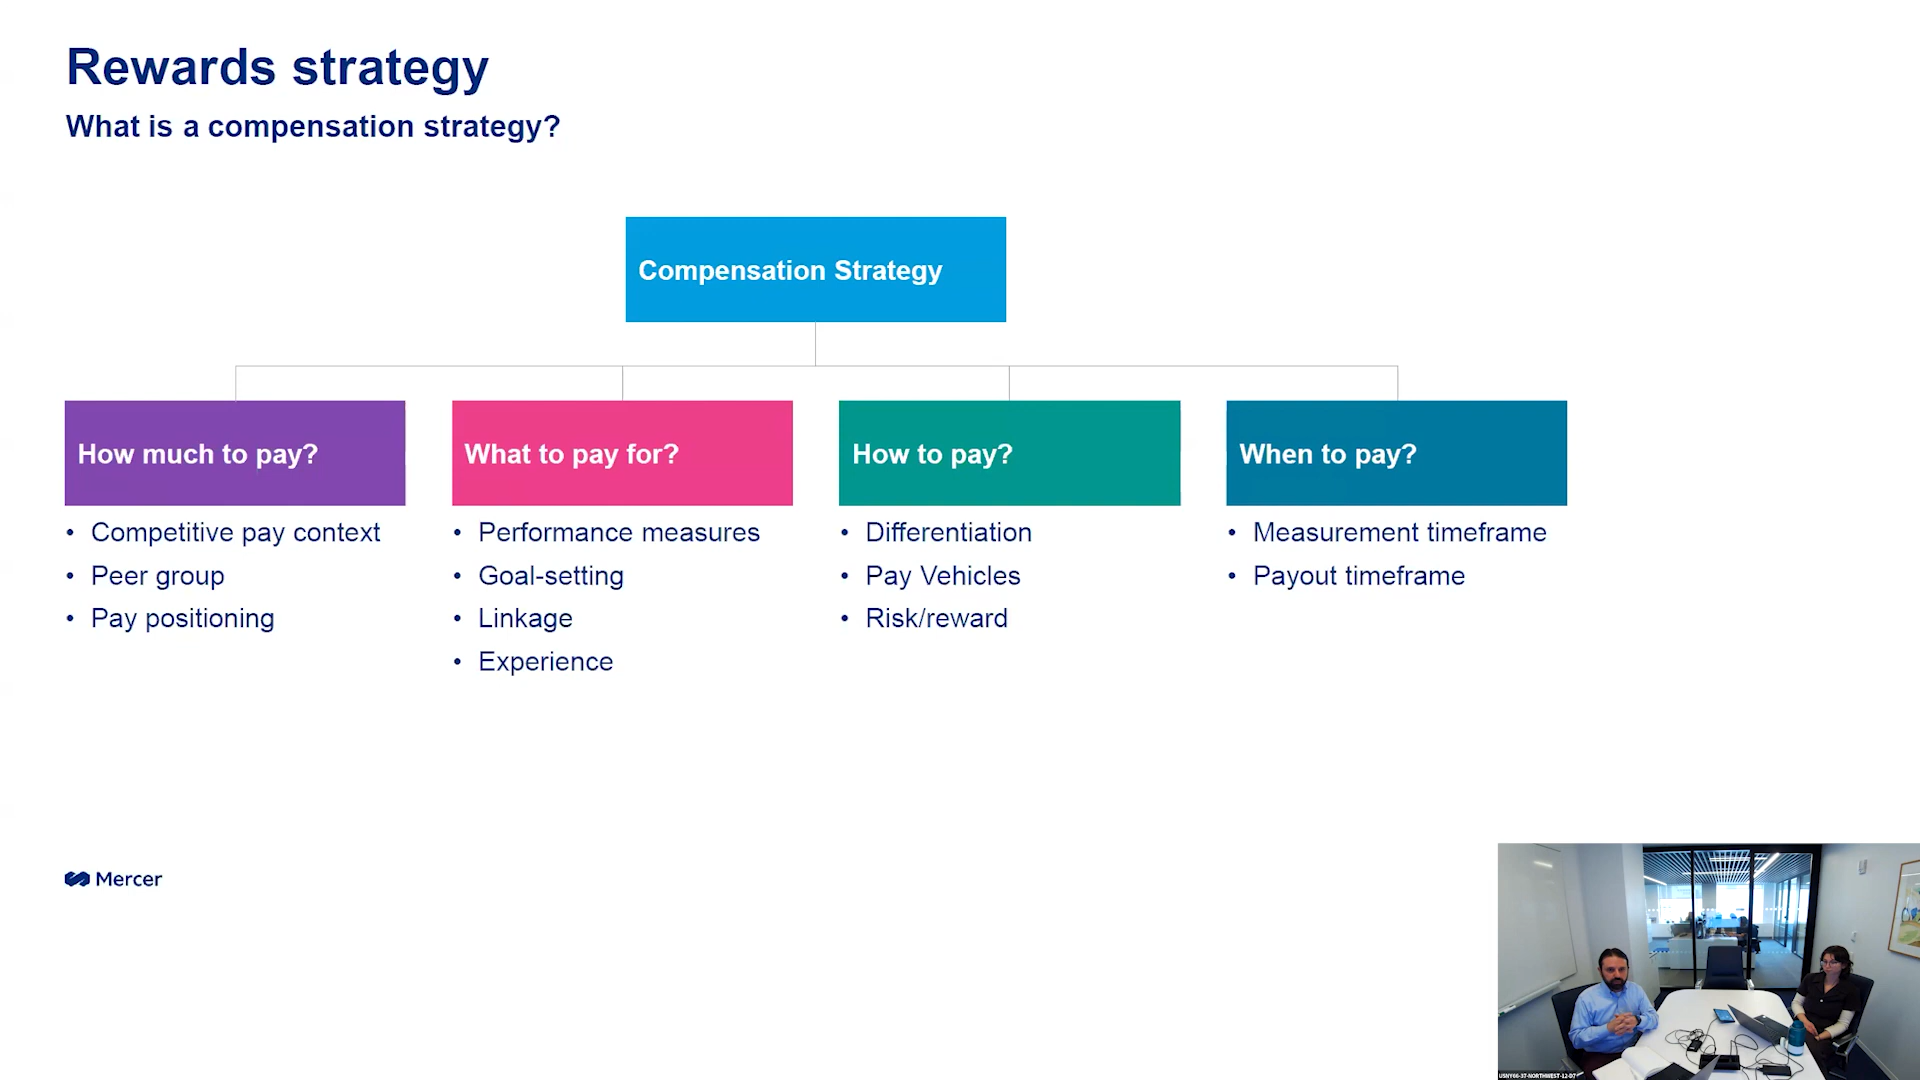 Rewards strategy
What is a compensation strategy?
Compensation Strategy
How much to pay?
• Competitive pay context
• Peer group
• Pay positioning
What to pay for?
• Performance measures
• Goal-setting
• Linkage
• Experience
How to pay?
• Differentiation
• Pay Vehicles
• Risk/reward
When to pay?
• Measurement timeframe
• Payout timeframe
Mercer